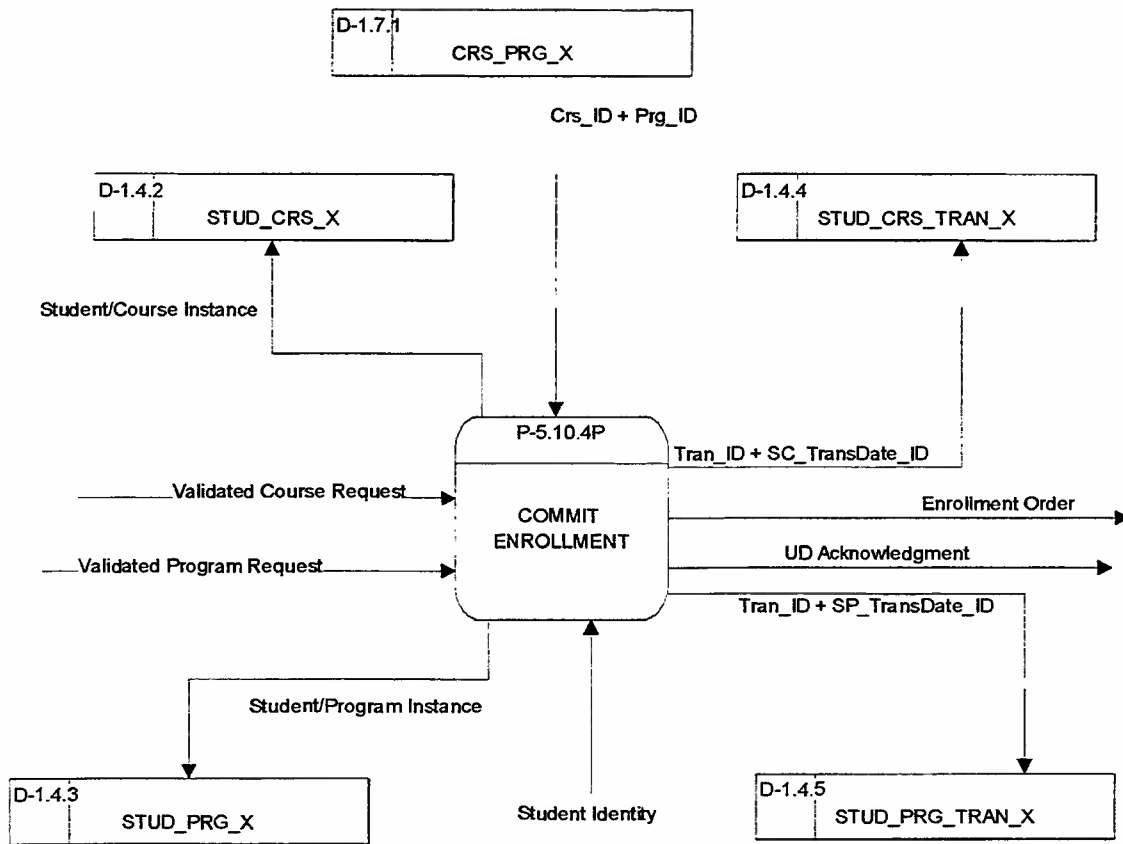 D-1.7.1
CRS_PRG_X
Crs_ID + Prg_ID
D-1.4.2
STUD_CRS_X
D-1.4.4
STUD_CRS_TRAN_X
Student/Course Instance
P-5.10.4P
Tran_ID + SC_TransDate_ID
Validated Course Request
COMMIT
ENROLLMENT
Enrollment Order
Validated Program Request
UD Acknowledgment
Tran_ID + SP_TransDate_ID
Student/Program Instance
D-1.4.3
STUD_PRG_X
Student Identity
D-1.4.5
STUD_PRG_TRAN_X